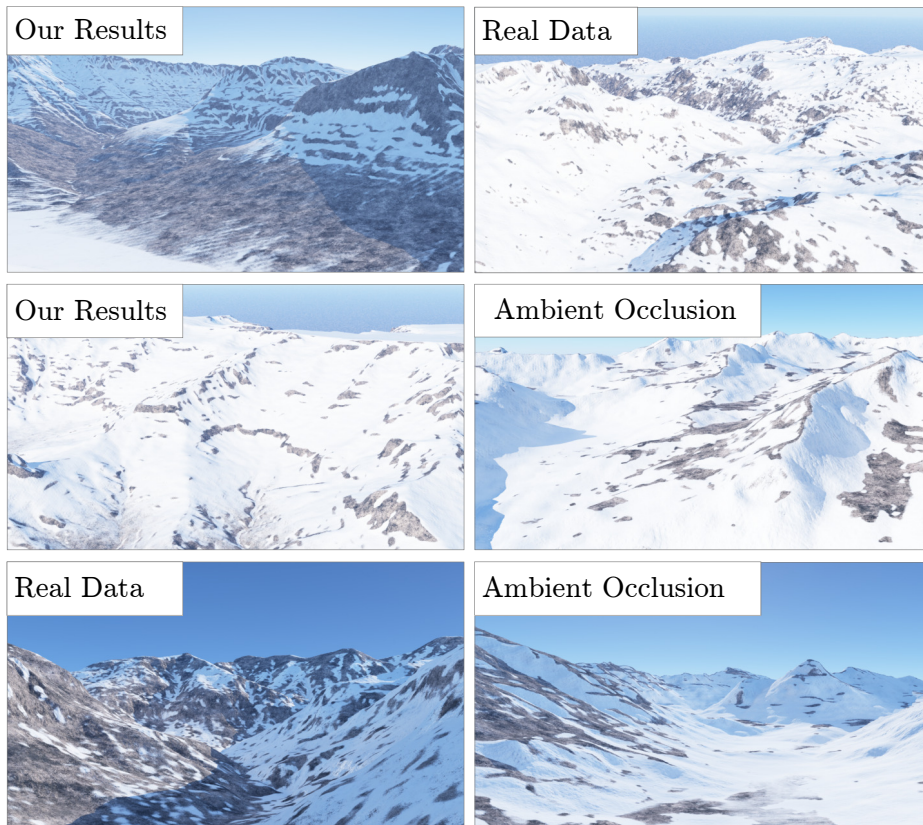 Our Results
Real Data
Our Results
Ambient Occlusion
Real Data
Ambient Occlusion